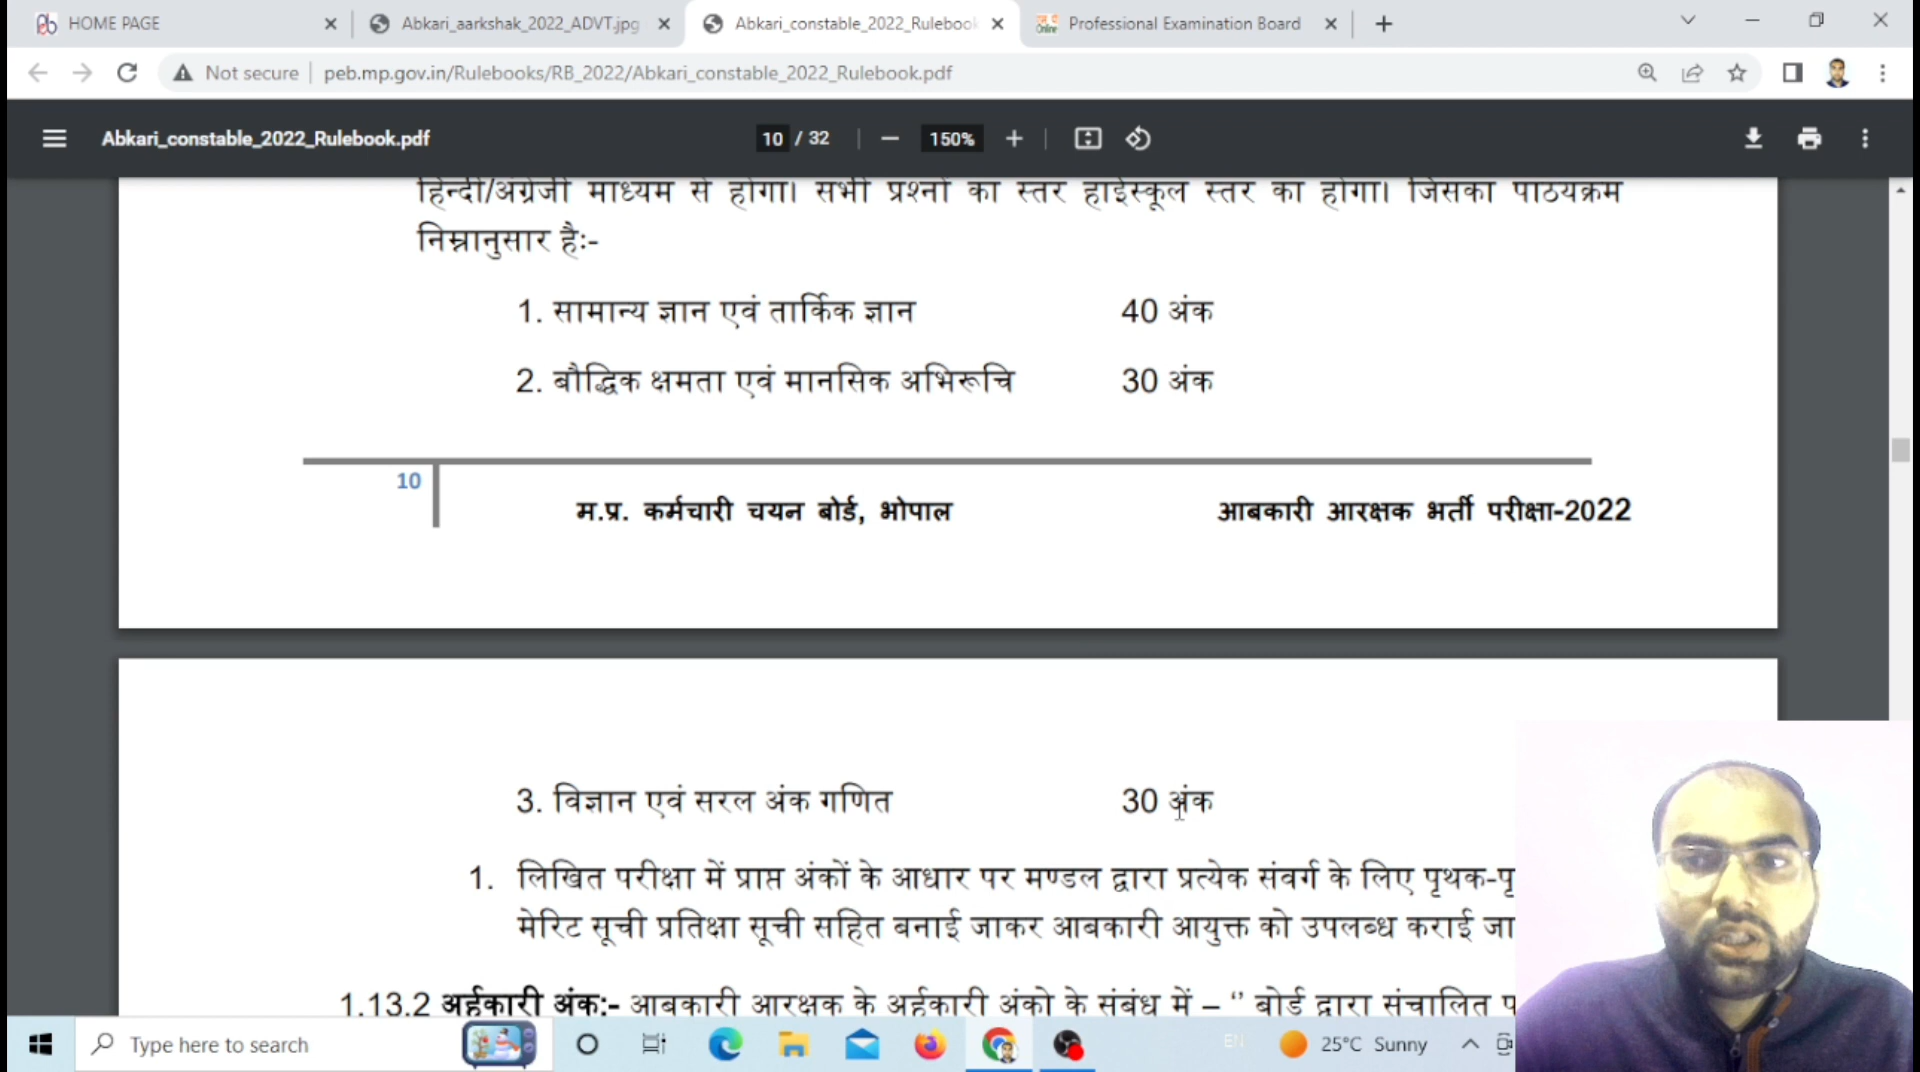 HOME PAGE
Abkari_aarkshak_2022_ADVT.jpg
Abkari_constable_2022_Rulebook
Professional Examination Board
Not secure
peb.mp.gov.in/Rulebooks/RB_2022/Abkari_constable_2022_Rulebook.pdf
Abkari_constable_2022_Rulebook.pdf
10 / 32
150%
हिन्दी/अंग्रेजी माध्यम से होगा। सभी प्रश्नों का स्तर हाईस्कूल स्तर का होगा। जिसका पाठयक्रम
निम्नानुसार है:-
1. सामान्य ज्ञान एवं तार्किक ज्ञान 40 अंक
2. बौद्धिक क्षमता एवं मानसिक अभिरूचि 30 अंक
10
म.प्र. कर्मचारी चयन बोर्ड, भोपाल
आबकारी आरक्षक भर्ती परीक्षा-2022
3. विज्ञान एवं सरल अंक गणित 30 अंक
1. लिखित परीक्षा में प्राप्त अंकों के आधार पर मण्डल द्वारा प्रत्येक संवर्ग के लिए पृथक-पृ
मेरिट सूची प्रतिक्षा सूची सहित बनाई जाकर आबकारी आयुक्त को उपलब्ध कराई जा
1.13.2 अर्हकारी अंक:- आबकारी आरक्षक के अर्हकारी अंको के संबंध में – " बोर्ड द्वारा संचालित प
Type here to search
EN
25°C Sunny